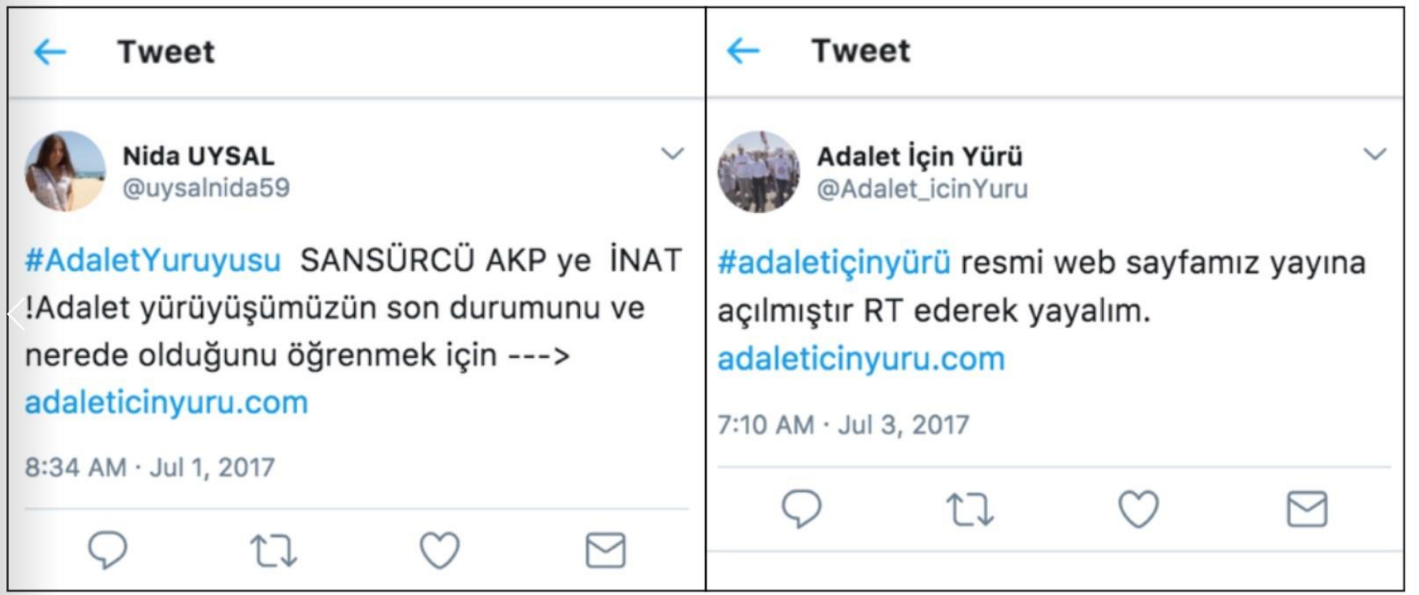 Tweet
Nida UYSAL
@uysalnida59
#AdaletYuruyusu SANSÜRCÜ AKP ye İNAT
!Adalet yürüyüşümüzün son durumunu ve
nerede olduğunu öğrenmek için --->
adaleticinyuru.com
8:34 AM · Jul 1, 2017
Tweet
Adalet İçin Yürü
@Adalet_icinYuru
#adaletiçinyürü resmi web sayfamız yayına
açılmıştır RT ederek yayalım.
adaleticinyuru.com
7:10 AM · Jul 3, 2017